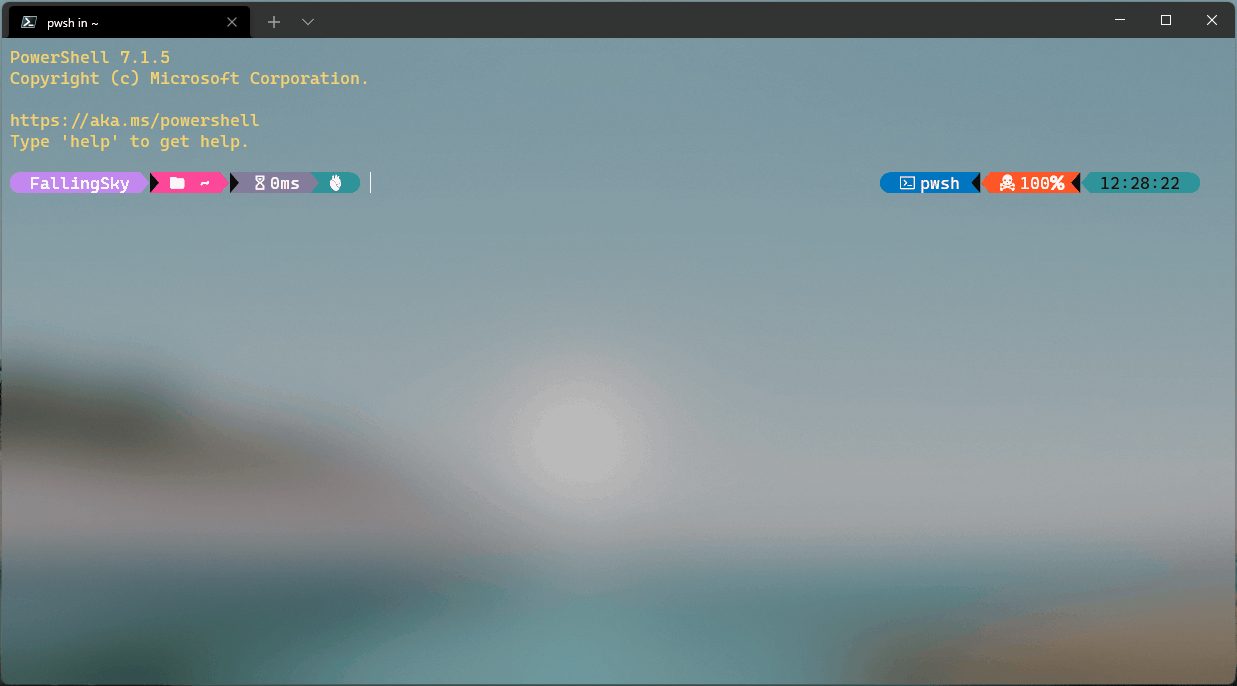 pwsh in ~
PowerShell 7.1.5
Copyright (c) Microsoft Corporation.
https://aka.ms/powershell
Type 'help' to get help.
FallingSky ~ 0ms pwsh 100% 12:28:22